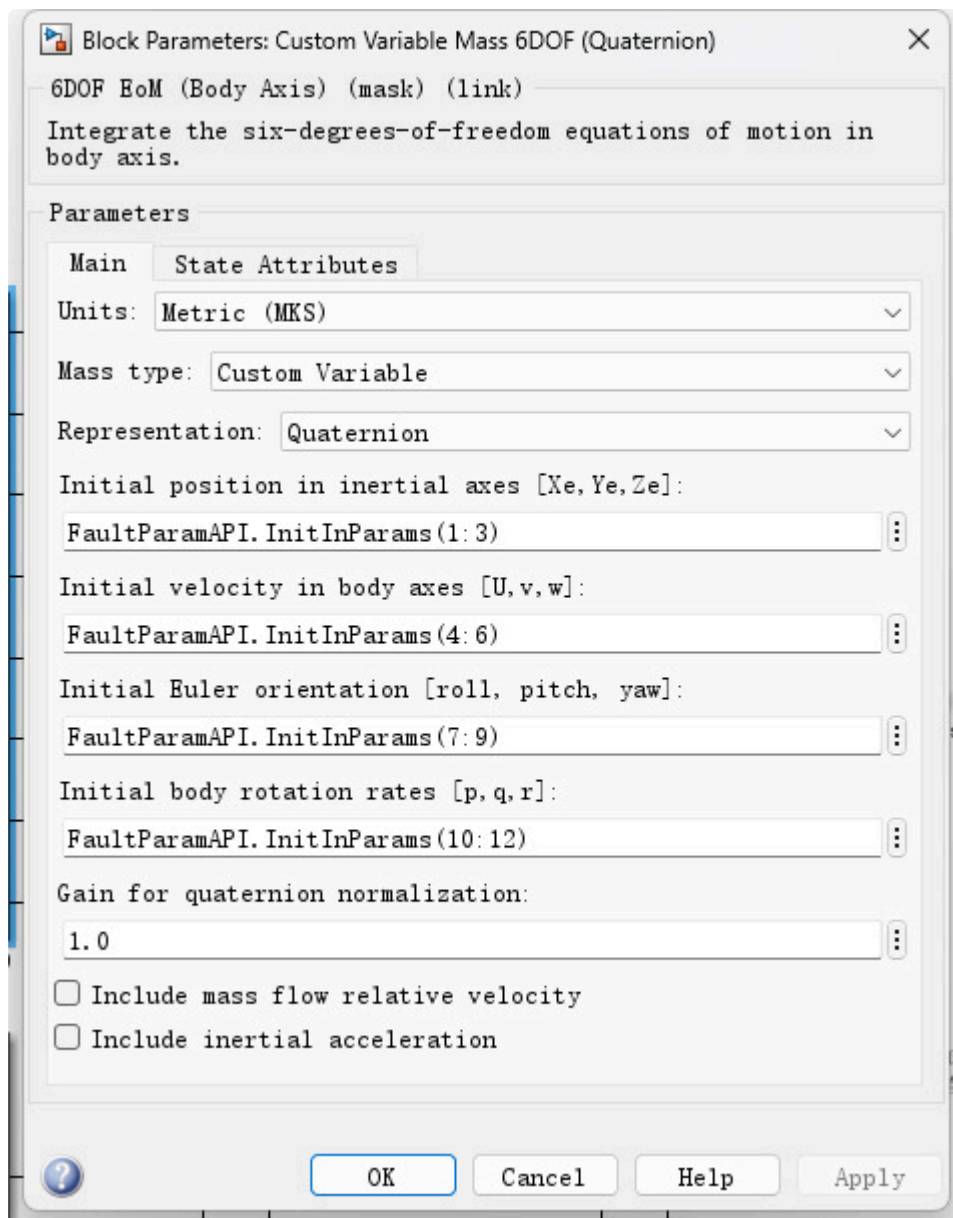 Block Parameters: Custom Variable Mass 6DOF (Quaternion)
6DOF EoM (Body Axis) (mask) (link)
Integrate the six-degrees-of-freedom equations of motion in
body axis.
Parameters
Main State Attributes
Units: Metric (MKS)
Mass type: Custom Variable
Representation: Quaternion
Initial position in inertial axes [Xe,Ye,Ze]:
FaultParamAPI.InitInParams(1:3)
Initial velocity in body axes [U,v,w]:
FaultParamAPI.InitInParams(4:6)
Initial Euler orientation [roll, pitch, yaw]:
FaultParamAPI.InitInParams(7:9)
Initial body rotation rates [p,q,r]:
FaultParamAPI.InitInParams(10:12)
Gain for quaternion normalization:
1.0
Include mass flow relative velocity
Include inertial acceleration
OK Cancel Help Apply